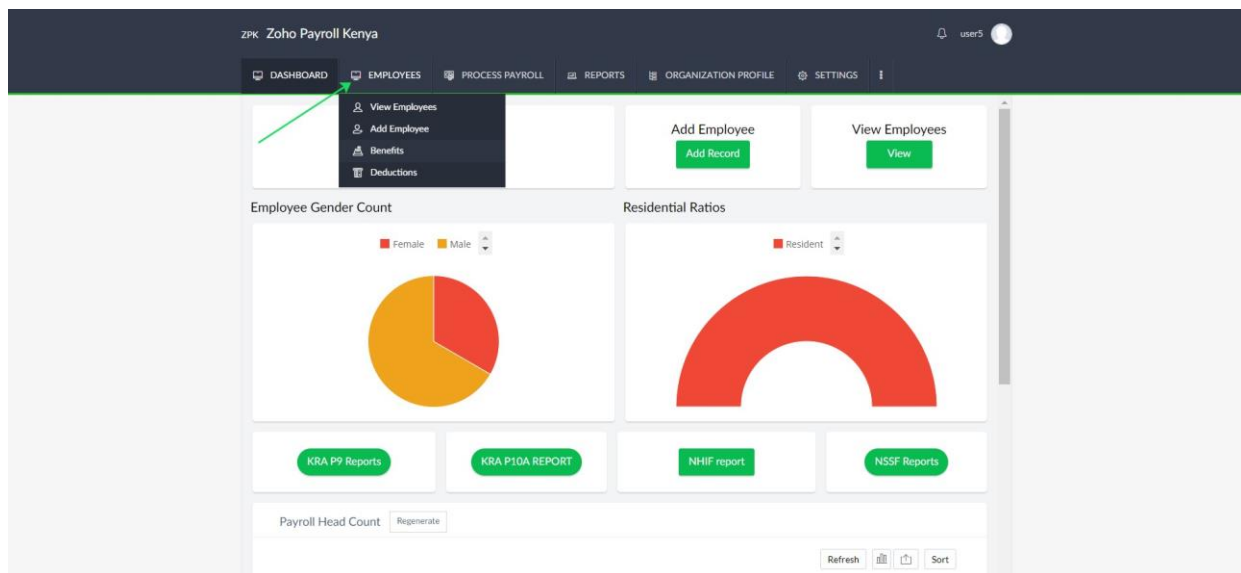 ZPK Zoho Payroll Kenya
user5
DASHBOARD EMPLOYEES PROCESS PAYROLL REPORTS ORGANIZATION PROFILE SETTINGS
View Employees
Add Employee
Benefits
Deductions
Add Employee
Add Record
View Employees
View
Employee Gender Count
Female Male
Residential Ratios
Resident
KRA P9 Reports
KRA P10A REPORT
NHIF report
NSSF Reports
Payroll Head Count Regenerate
Refresh Sort